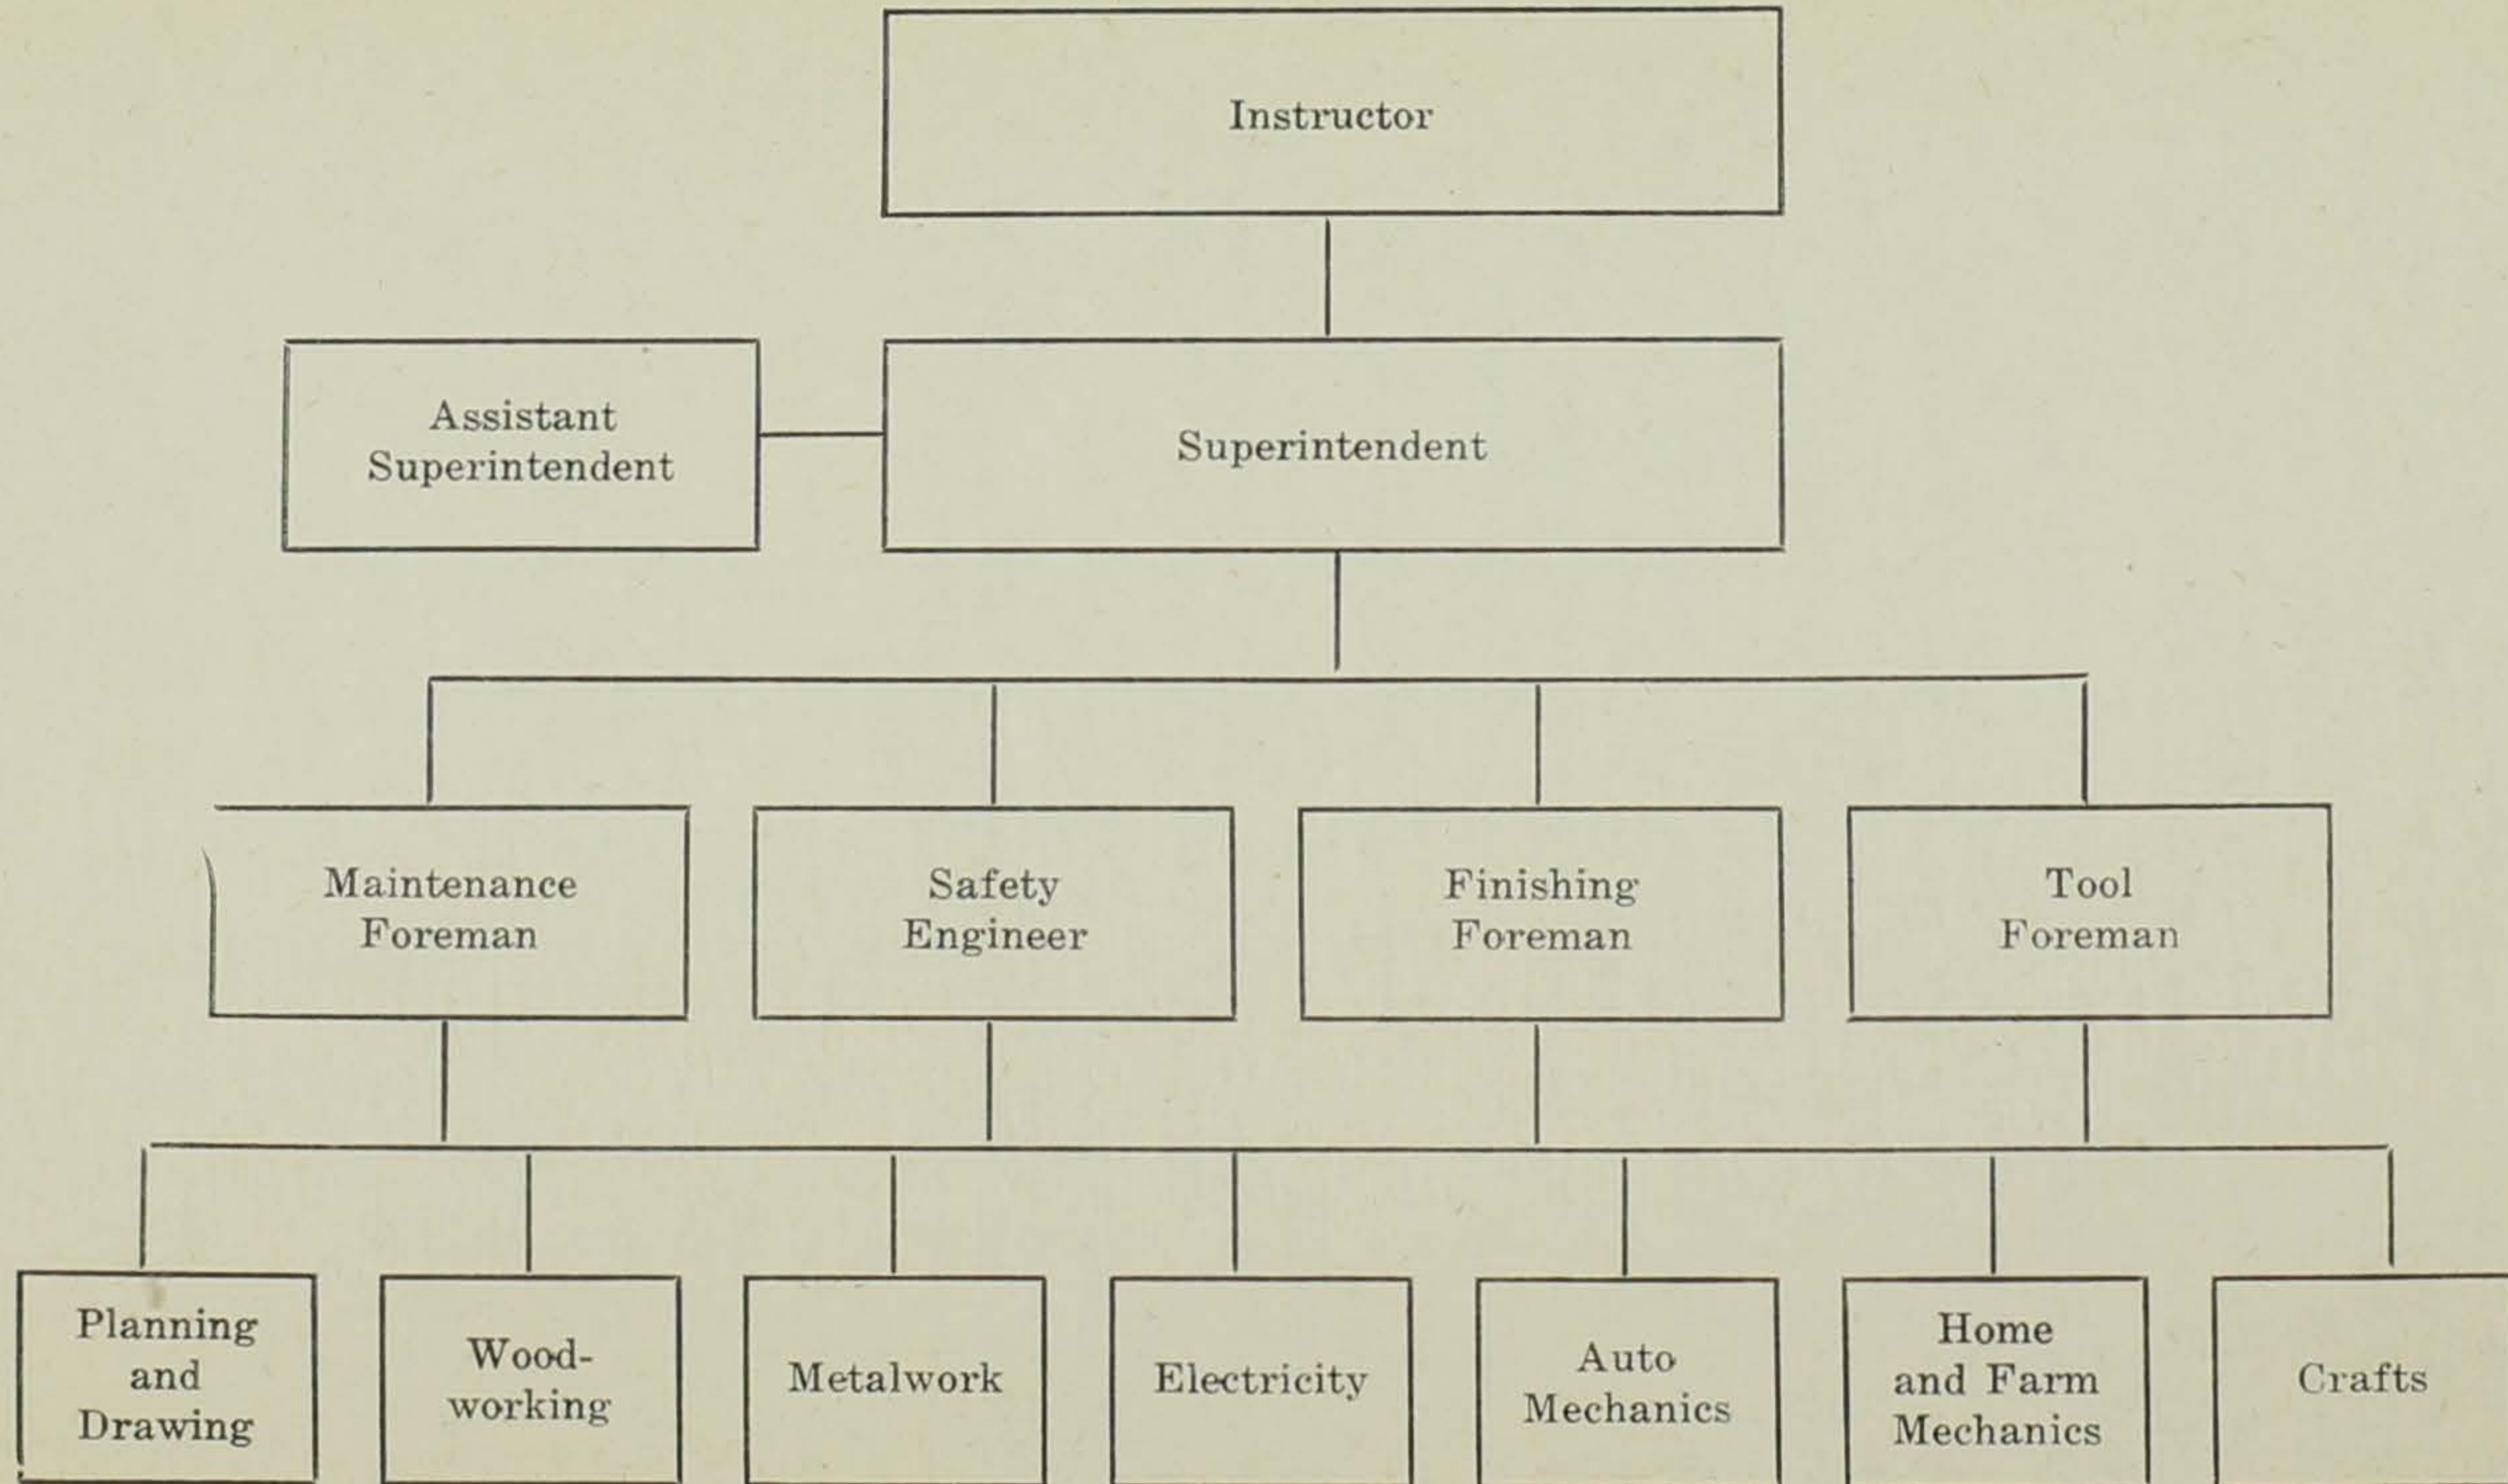 Instructor
Assistant
Superintendent
Superintendent
Maintenance
Foreman
Safety
Engineer
Finishing
Foreman
Tool
Foreman
Planning
and
Drawing
Wood-
working
Metalwork
Electricity
Auto
Mechanics
Home
and Farm
Mechanics
Crafts